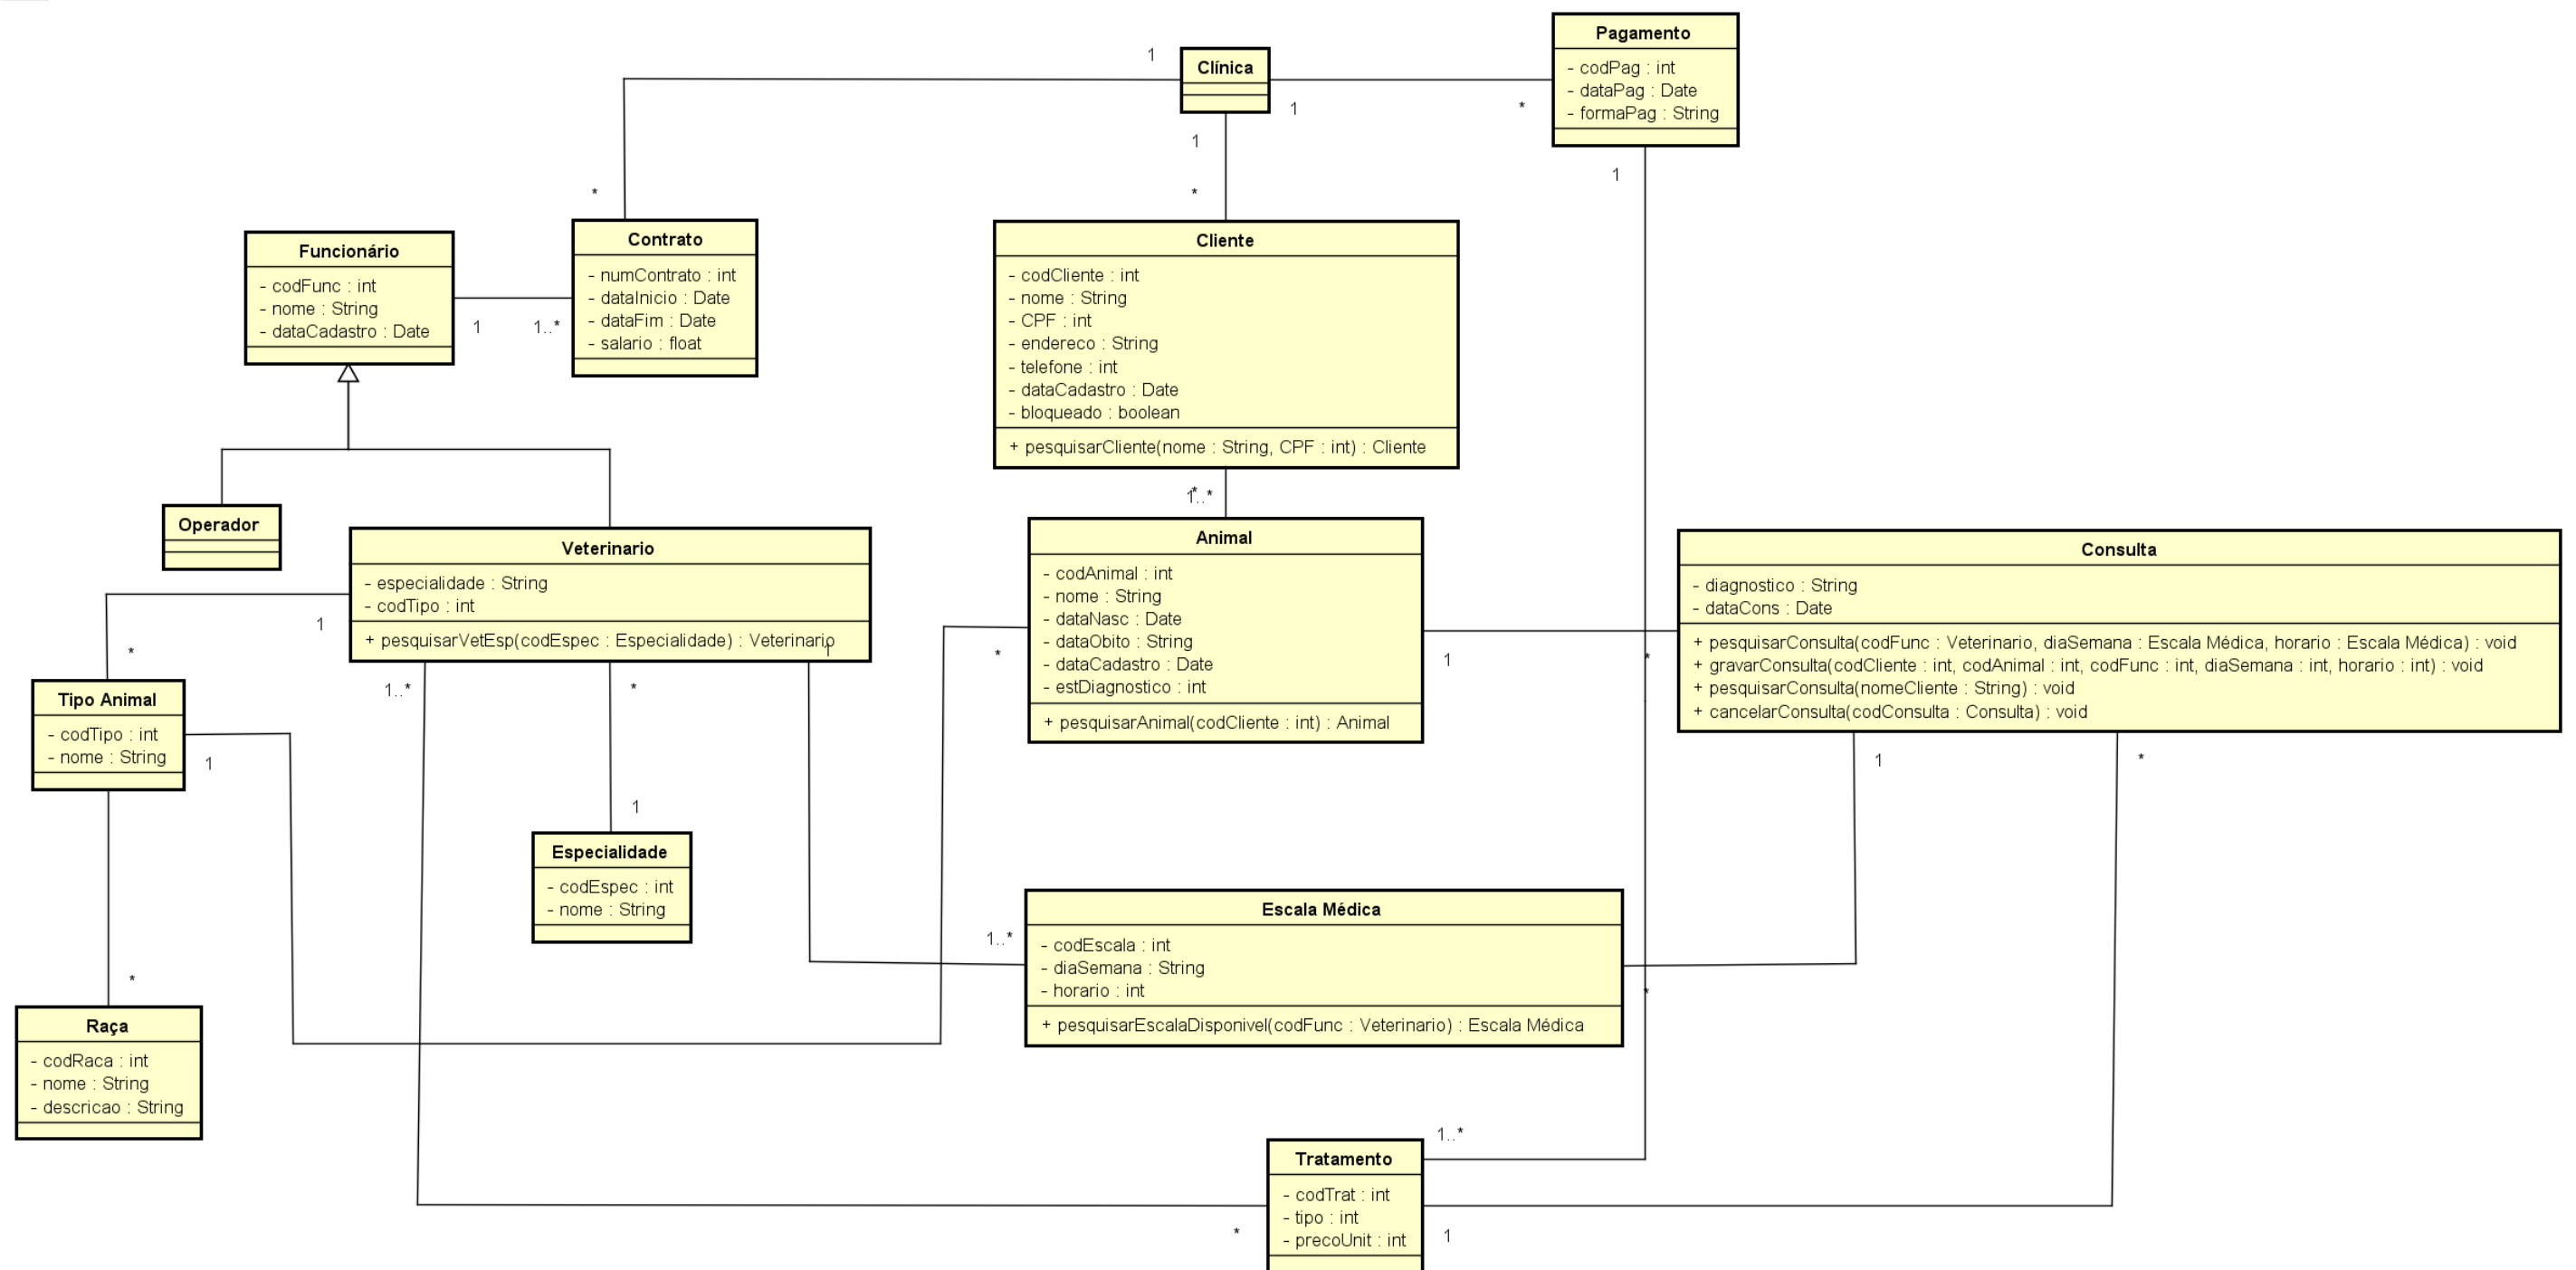 Pagamento
- codPag : int
- dataPag : Date
- formaPag : String
Clínica
1
1
*
1
*
1
*
Funcionário
- codFunc : int
- nome : String
- dataCadastro : Date
1
1..*
Contrato
- numContrato : int
- dataInicio : Date
- dataFim : Date
- salario : float
Cliente
- codCliente : int
- nome : String
- CPF : int
- endereco : String
- telefone : int
- dataCadastro : Date
- bloqueado : boolean
+ pesquisarCliente(nome : String, CPF : int) : Cliente
*
1..*
Operador
Veterinario
- especialidade : String
- codTipo : int
+ pesquisarVetEsp(codEspec : Especialidade) : Veterinario
1
1
*
1..*
*
1
Animal
- codAnimal : int
- nome : String
- dataNasc : Date
- dataObito : String
- dataCadastro : Date
- estDiagnostico : int
+ pesquisarAnimal(codCliente : int) : Animal
*
1
*
Consulta
- diagnostico : String
- dataCons : Date
+ pesquisarConsulta(codFunc : Veterinario, diaSemana : Escala Médica, horario : Escala Médica) : void
+ gravarConsulta(codCliente : int, codAnimal : int, codFunc : int, diaSemana : int, horario : int) : void
+ pesquisarConsulta(nomeCliente : String) : void
+ cancelarConsulta(codConsulta : Consulta) : void
1
*
Tipo Animal
- codTipo : int
- nome : String
1
*
Especialidade
- codEspec : int
- nome : String
Escala Médica
- codEscala : int
- diaSemana : String
- horario : int
+ pesquisarEscalaDisponivel(codFunc : Veterinario) : Escala Médica
1..*
*
Raça
- codRaca : int
- nome : String
- descricao : String
1..*
Tratamento
- codTrat : int
- tipo : int
- precoUnit : int
*
1